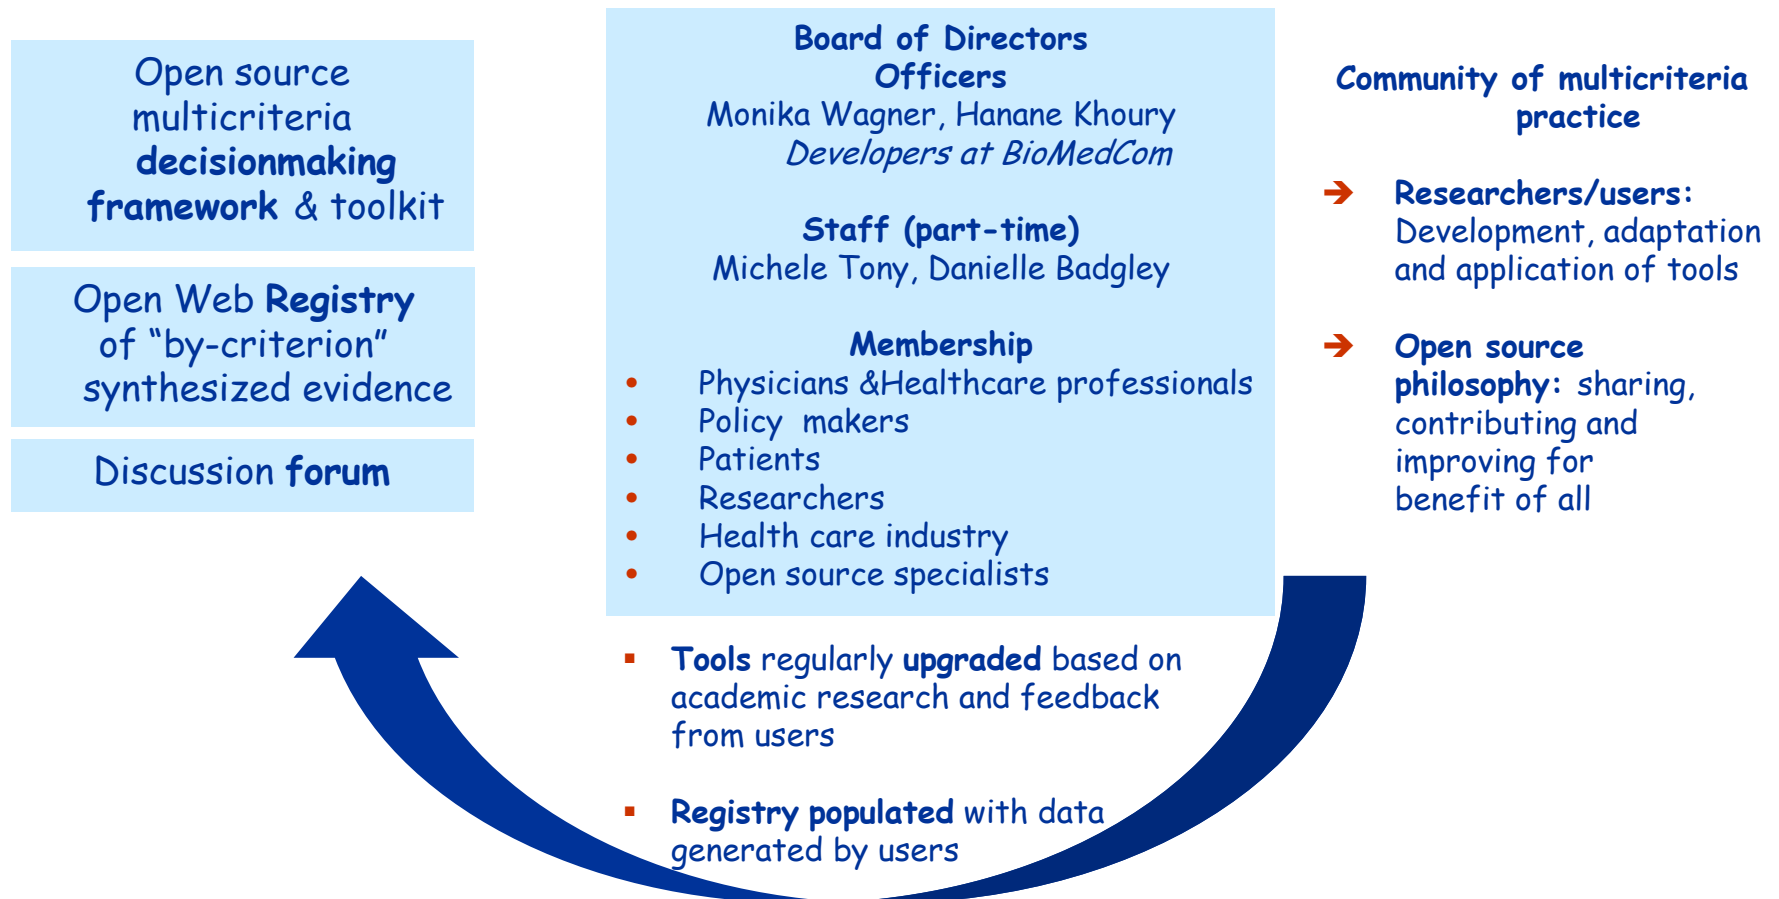 Open source
multicriteria
decisionmaking
framework & toolkit
Open Web Registry
of “by-criterion”
synthesized evidence
Discussion forum
Board of Directors
Officers
Monika Wagner, Hanane Khoury
Developers at BioMedCom
Staff (part-time)
Michele Tony, Danielle Badgley
Membership
• Physicians &Healthcare professionals
• Policy makers
• Patients
• Researchers
• Health care industry
• Open source specialists
▪ Tools regularly upgraded based on
academic research and feedback
from users
▪ Registry populated with data
generated by users
Community of multicriteria
practice
➔ Researchers/users:
Development, adaptation
and application of tools
➔ Open source
philosophy: sharing,
contributing and
improving for
benefit of all